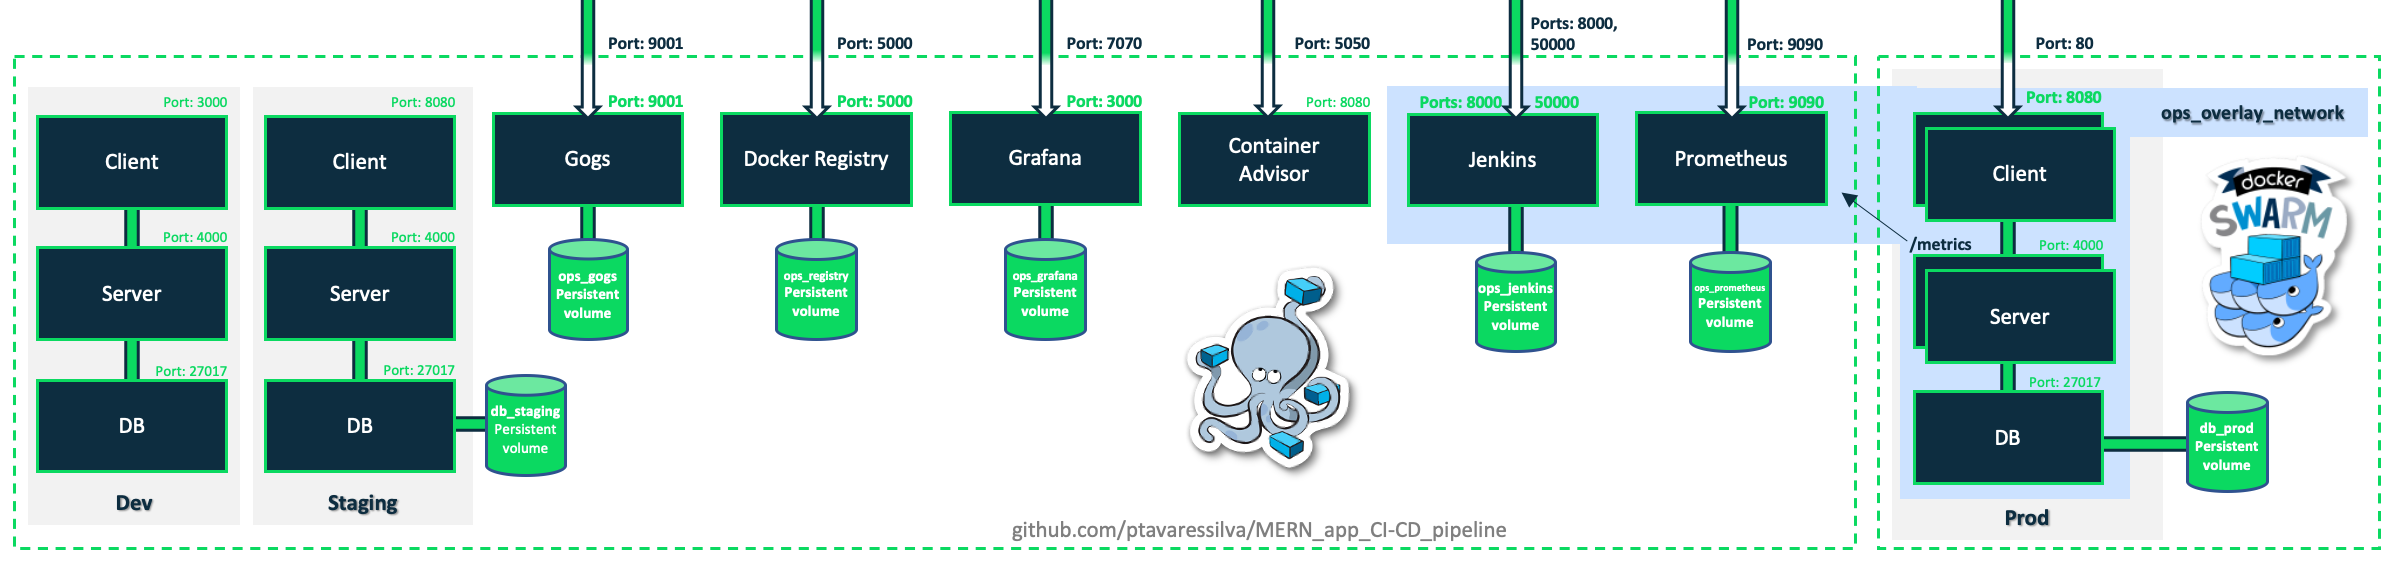 Port: 9001
Port: 5000
Port: 7070
Port: 5050
Ports: 8000,
50000
Port: 9090
Port: 80
Port: 3000
Port: 8080
Port: 9001
Port: 5000
Port: 3000
Port: 8080
Ports: 8000
50000
Port: 9090
Port: 8080
ops_overlay_network
Client
Client
Gogs
Docker Registry
Grafana
Container
Advisor
Jenkins
Prometheus
Client
docker
SWARM
Port: 4000
Port: 4000
/metrics
Port: 4000
Server
Server
ops_gogs
Persistent
volume
ops_registry
Persistent
volume
ops_grafana
Persistent
volume
ops_jenkins
Persistent
volume
ops_prometheus
Persistent
volume
Server
Port: 27017
Port: 27017
Port: 27017
DB
DB
db_staging
Persistent
volume
DB
db_prod
Persistent
volume
Dev
Staging
Prod
github.com/ptavaressilva/MERN_app_CI-CD_pipeline